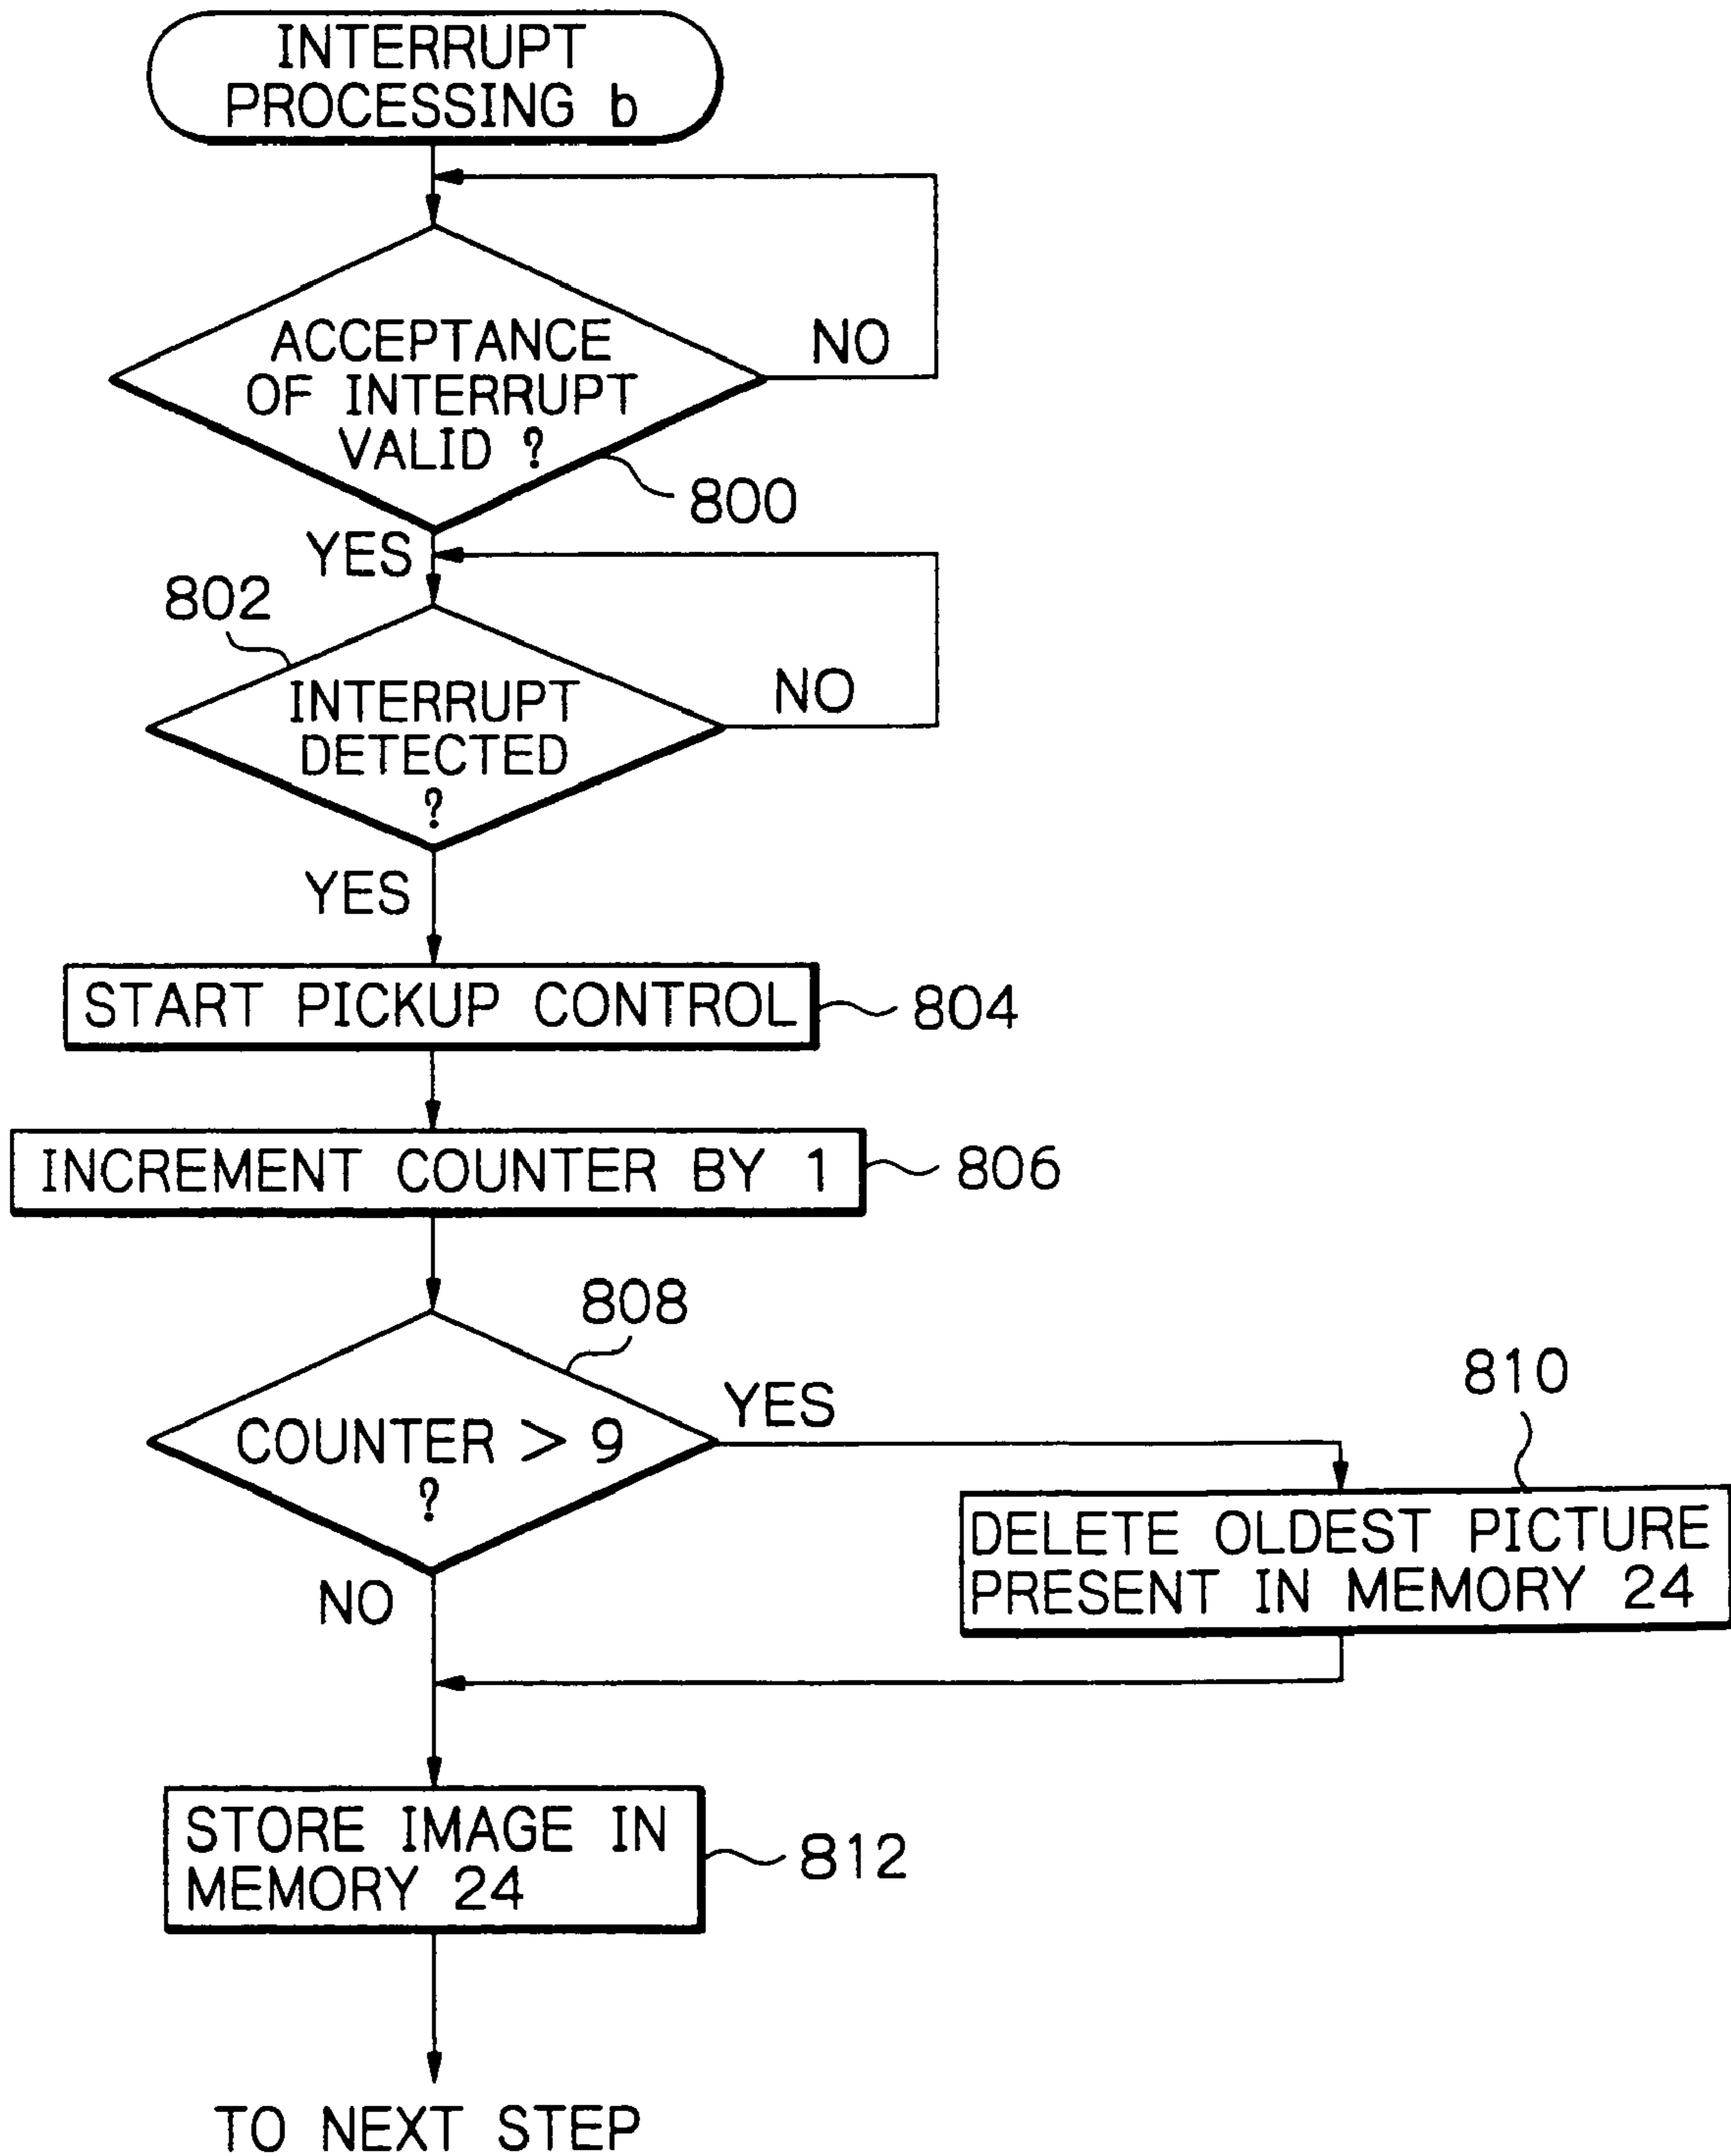 INTERRUPT
PROCESSING b
ACCEPTANCE
OF INTERRUPT
VALID ?
NO
800
YES
802
INTERRUPT
DETECTED
?
NO
YES
START PICKUP CONTROL
804
INCREMENT COUNTER BY 1
806
808
COUNTER > 9
?
YES
810
DELETE OLDEST PICTURE
PRESENT IN MEMORY 24
NO
STORE IMAGE IN
MEMORY 24
812
TO NEXT STEP